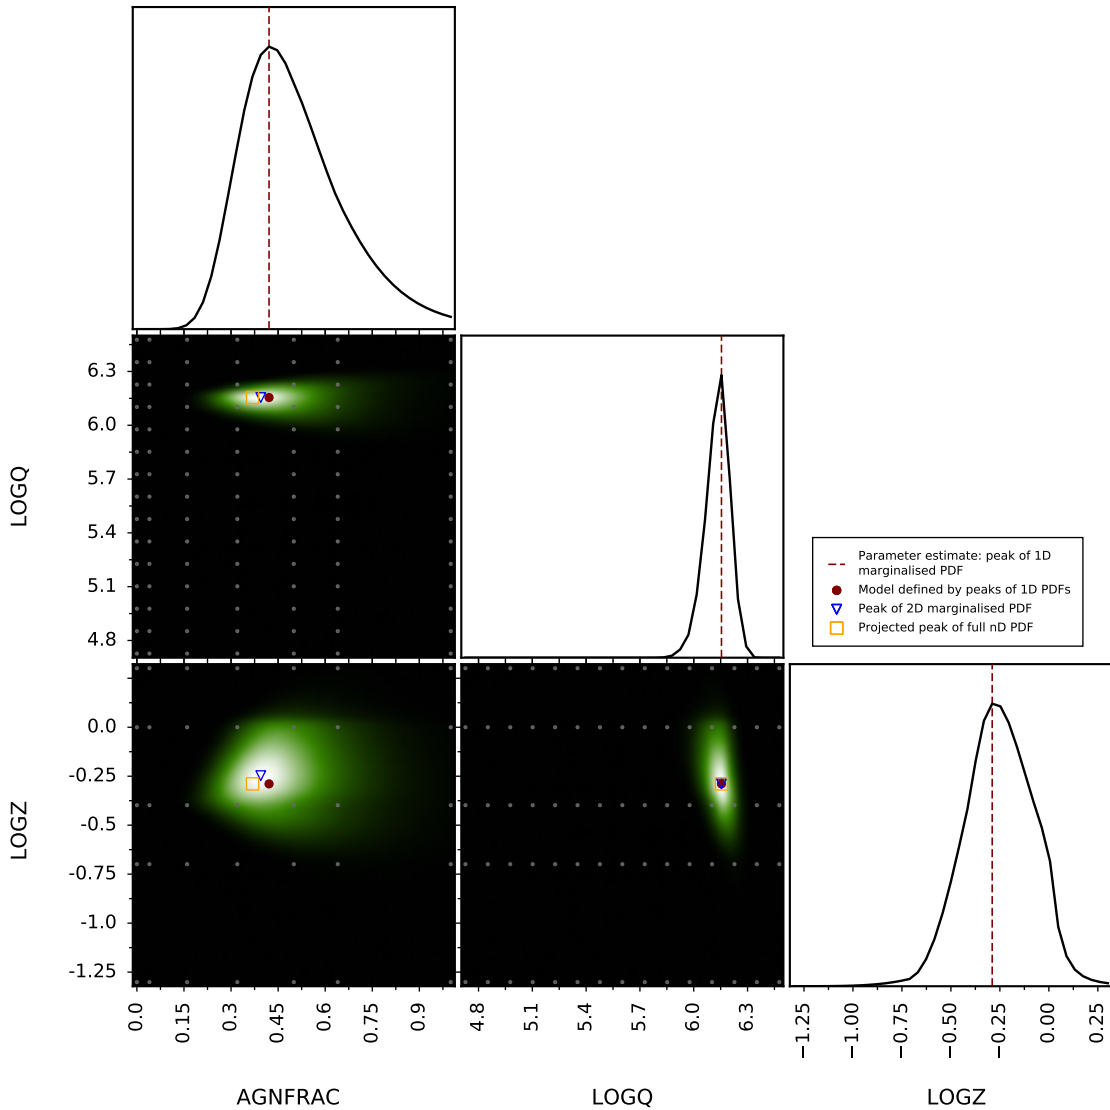 LOGQ
6.3
6.0
5.7
5.4
5.1
4.8
Parameter estimate: peak of 1D
marginalised PDF
Model defined by peaks of 1D PDFs
Peak of 2D marginalised PDF
Projected peak of full nD PDF
LOGZ
0.0
-0.25
-0.5
-0.75
-1.0
-1.25
0.0 0.15 0.3 0.45 0.6 0.75 0.9 4.8 5.1 5.4 5.7 6.0 6.3 −1.25 −1.00 −0.75 −0.50 −0.25 0.00 0.25
AGNFRAC LOGQ LOGZ